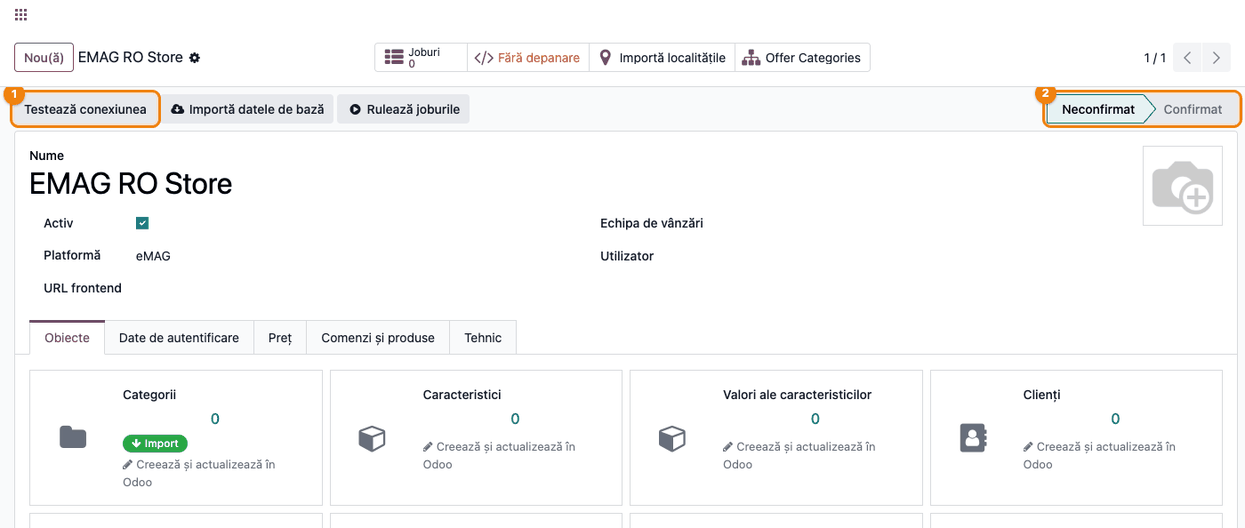 Nou(ă)
EMAG RO Store
Joburi
0
</> Fără depanare
Importă localitățile
Offer Categories
1 / 1
1
Testează conexiunea
Importă datele de bază
Rulează joburile
2
Neconfirmat
Confirmat
Nume
EMAG RO Store
Activ
Echipa de vânzări
Platformă
eMAG
Utilizator
URL frontend
Obiecte
Date de autentificare
Preț
Comenzi și produse
Tehnic
Categorii
0
Import
Creează și actualizează în
Odoo
Caracteristici
0
Creează și actualizează în
Odoo
Valori ale caracteristicilor
0
Creează și actualizează în
Odoo
Clienți
0
Creează și actualizează în
Odoo